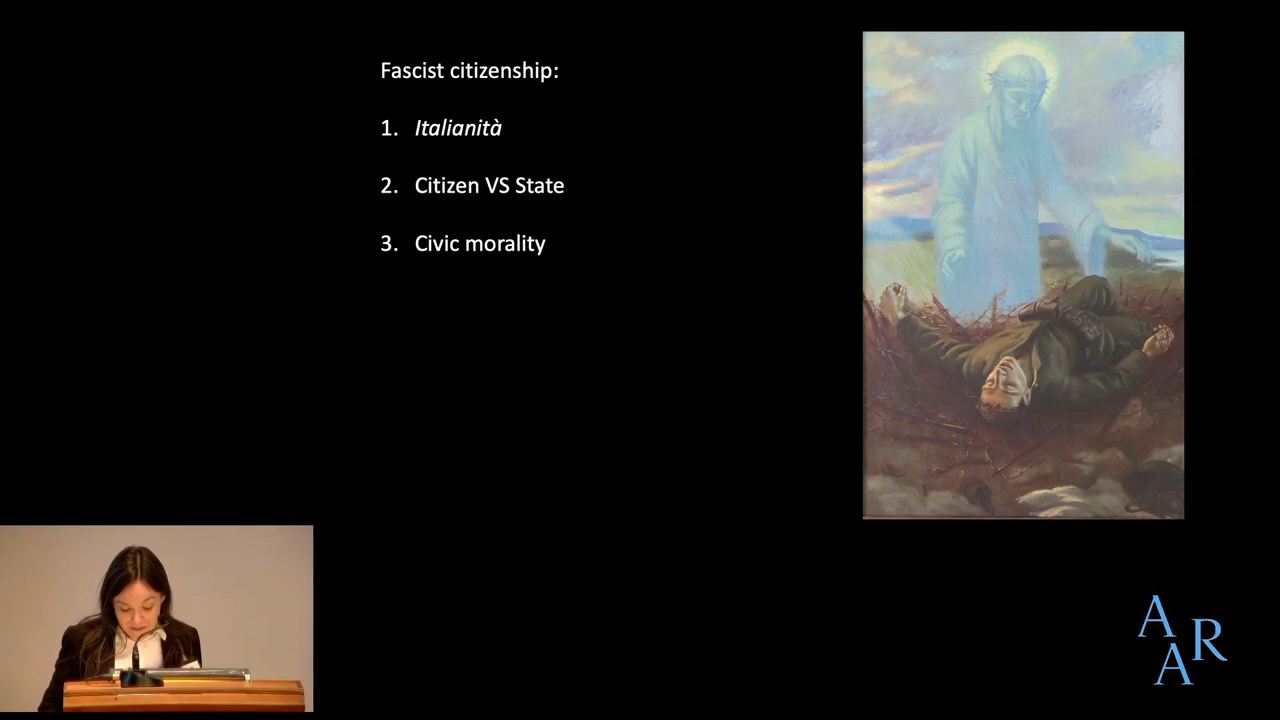 Fascist citizenship:
1. Italianità
2. Citizen VS State
3. Civic morality
A
R
A